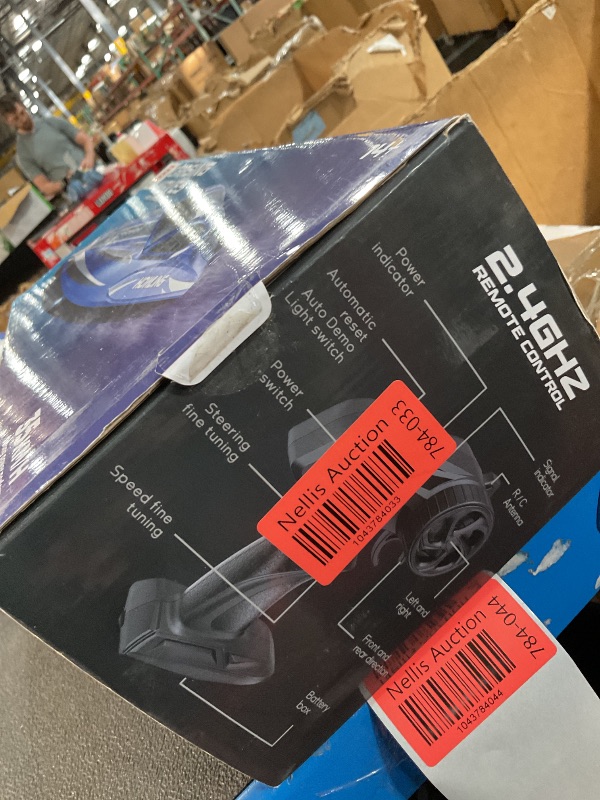 2.4GHZ
REMOTE CONTROL
Power
indicator
Automatic
reset
Auto Demo
Light switch
Power
switch
Steering
fine tuning
Speed fine
tuning
Signal
indicator
R/C
Antenna
Left and
right
Front and
rear direction
Battery
box
Nellis Auction
784-033
1043784033
Nellis Auction
784-044
1043784044